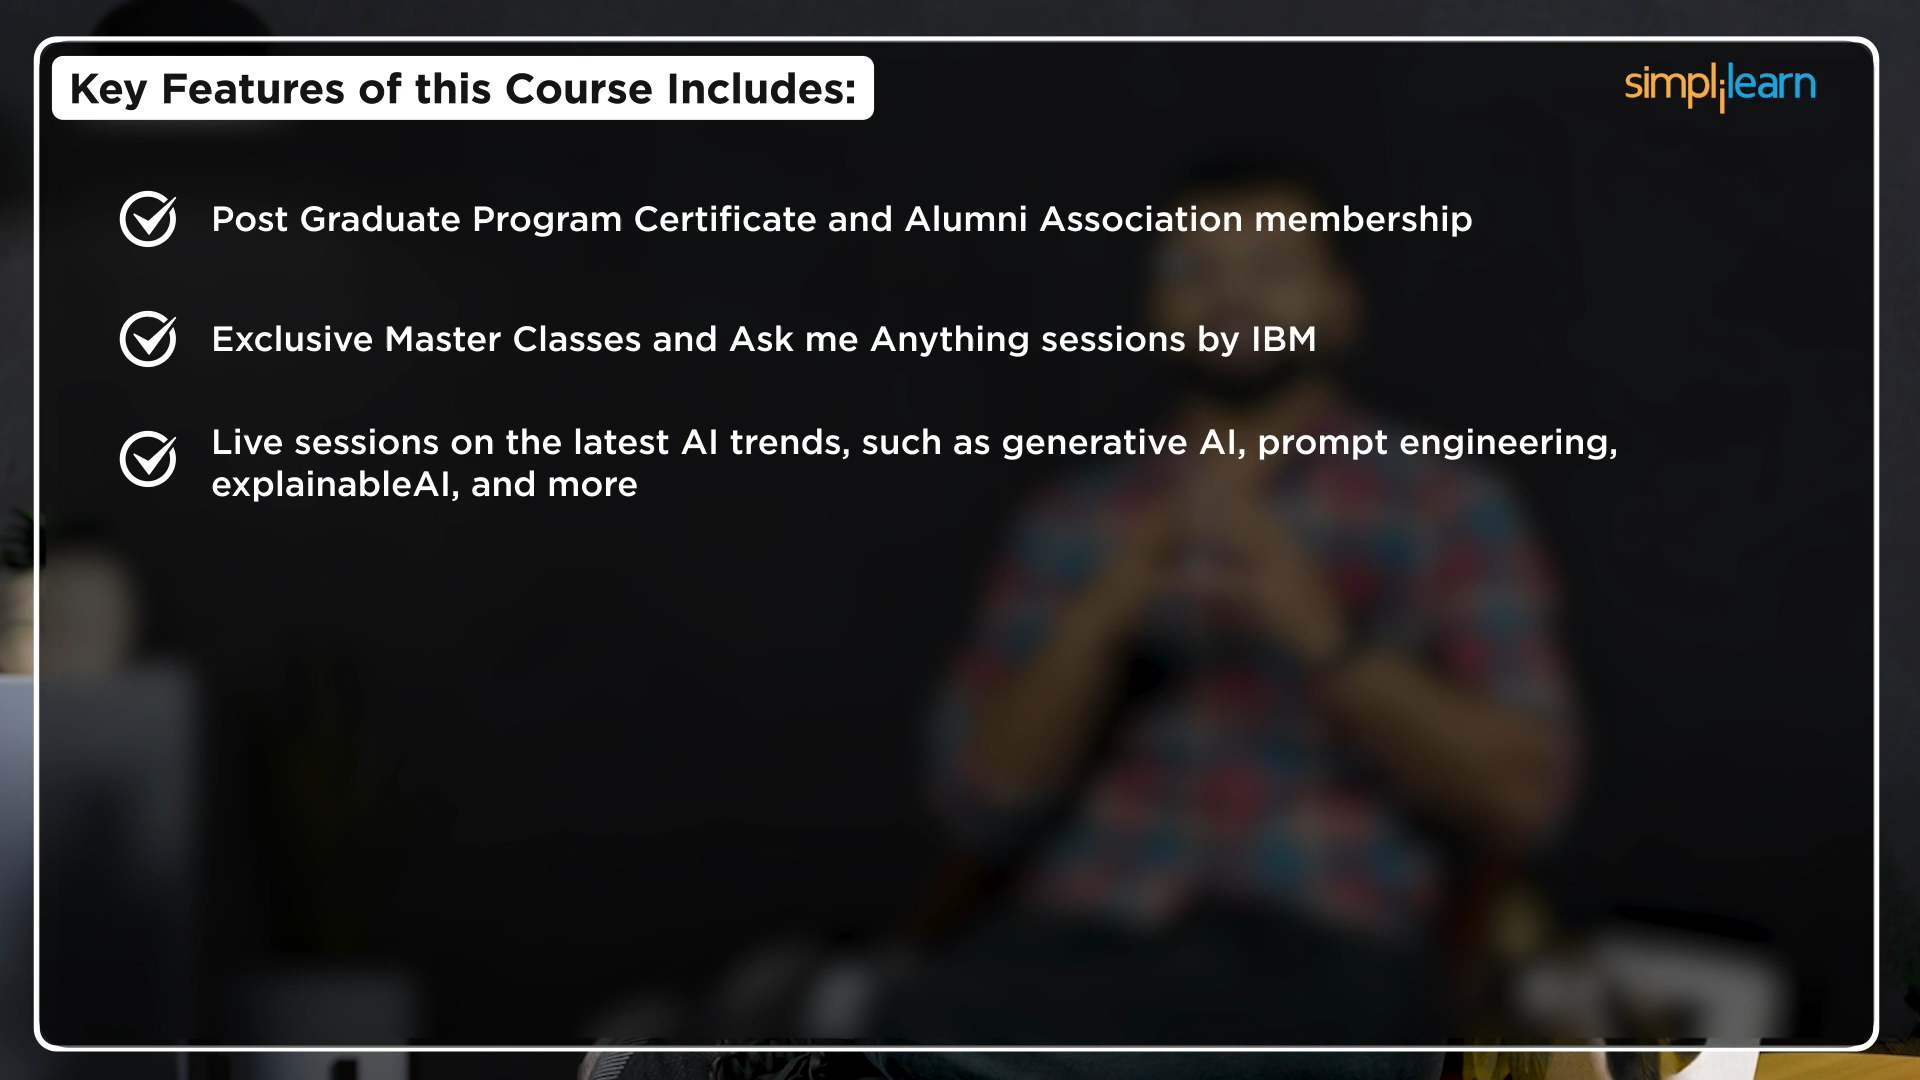 Key Features of this Course Includes:
simplilearn
Post Graduate Program Certificate and Alumni Association membership
Exclusive Master Classes and Ask me Anything sessions by IBM
Live sessions on the latest AI trends, such as generative AI, prompt engineering,
explainableAI, and more